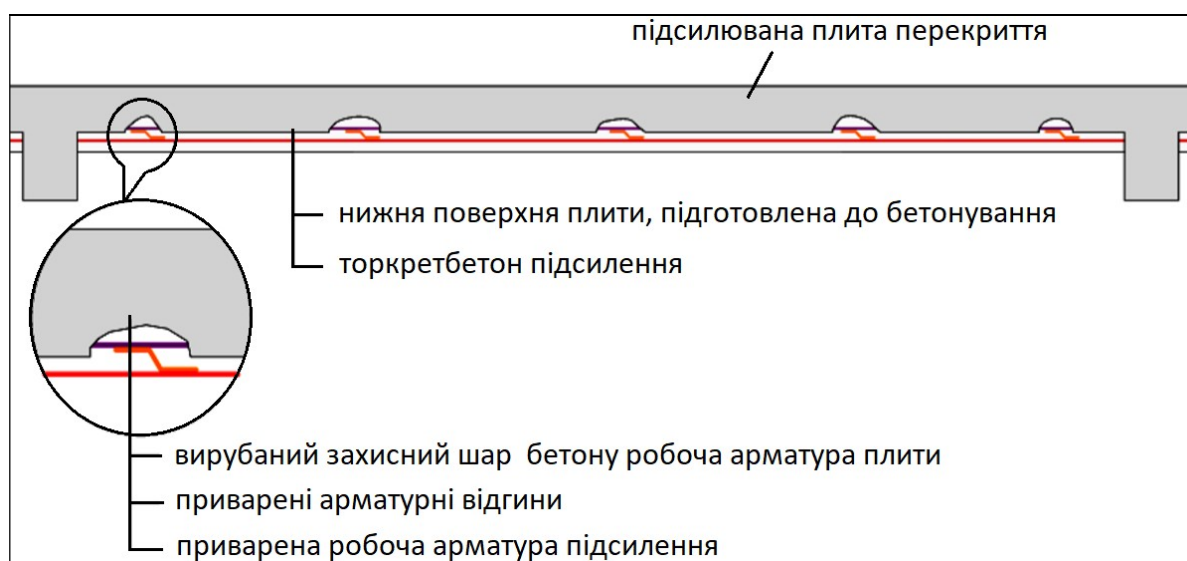 підсилювана плита перекриття
нижня поверхня плити, підготовлена до бетонування
торкретбетон підсилення
вирубаний захисний шар бетону робоча арматура плити
приварені арматурні відгини
приварена робоча арматура підсилення